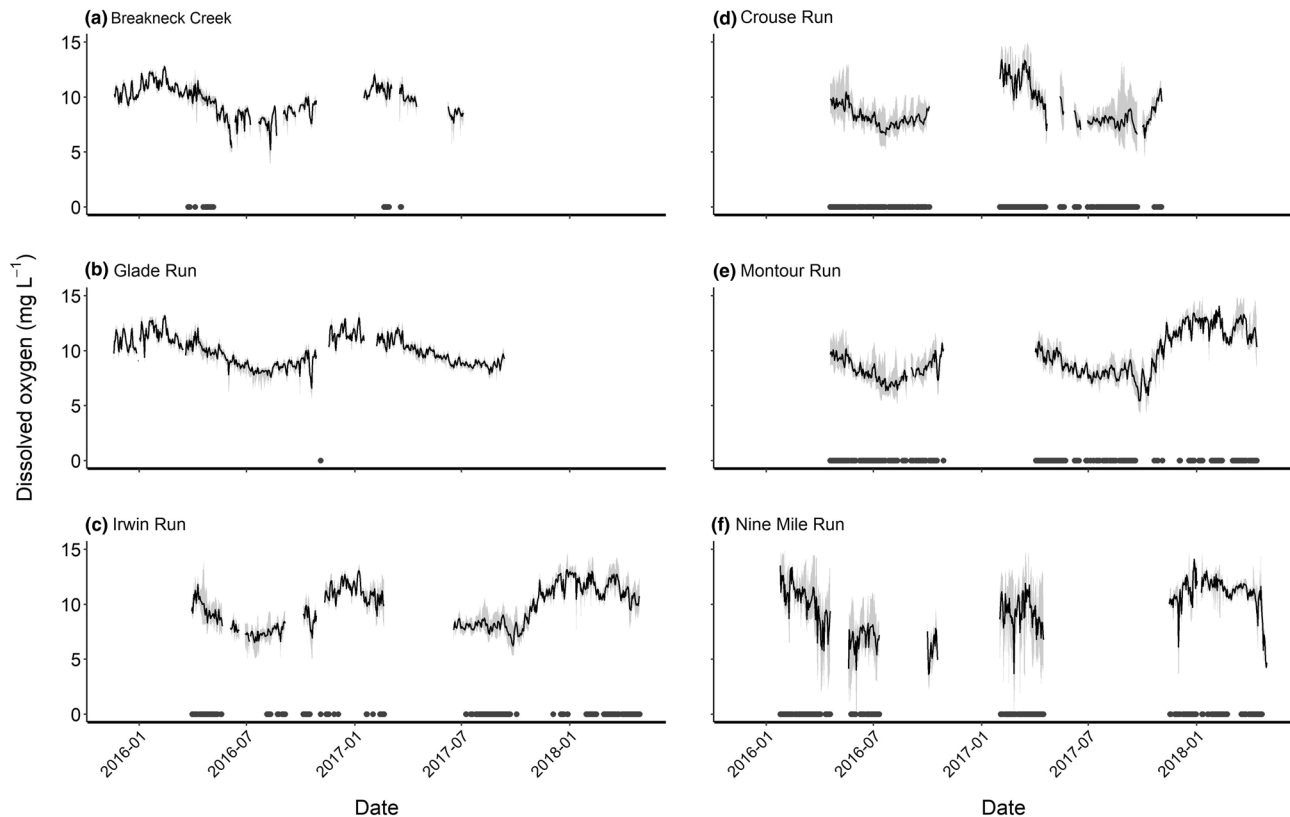 (a) Breakneck Creek
15
10
5
0
(b) Glade Run
15
10
5
0
(c) Irwin Run
15
10
5
0
2016-01
2016-07
2017-01
2017-07
2018-01
Date
Dissolved oxygen (mg L⁻¹)
(d) Crouse Run
(e) Montour Run
(f) Nine Mile Run
2016-01
2016-07
2017-01
2017-07
2018-01
Date